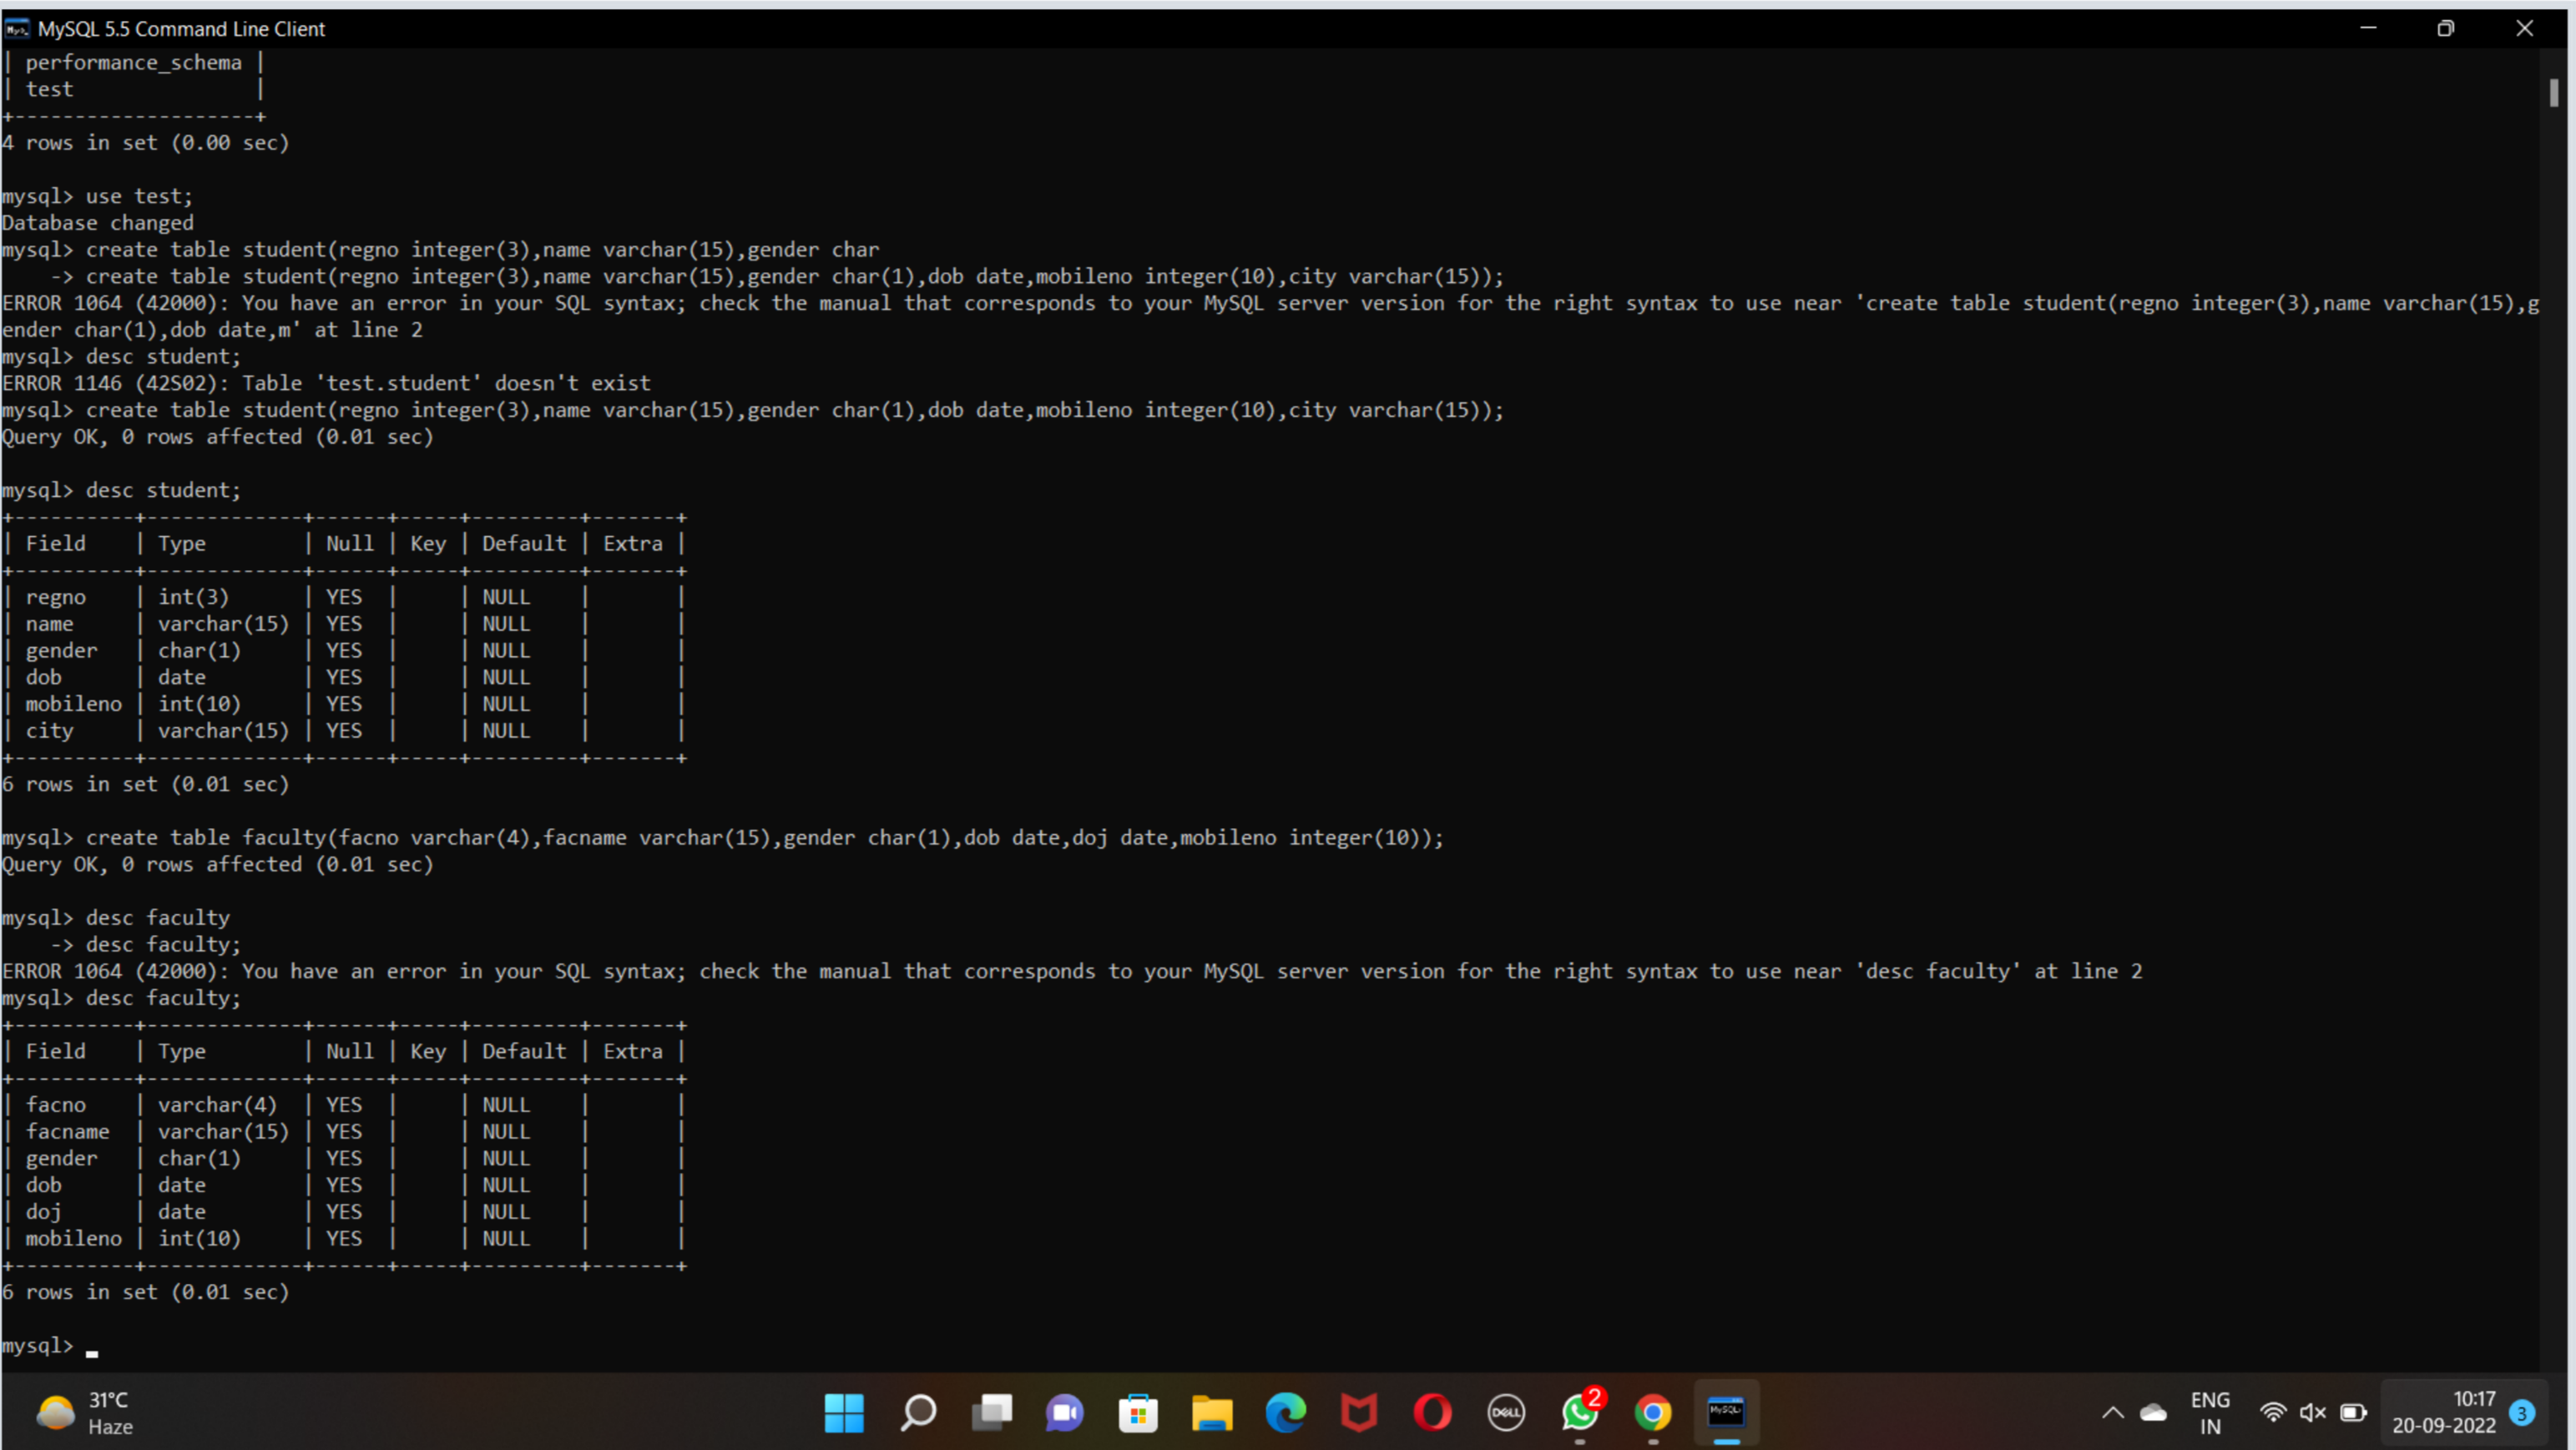 MySQL 5.5 Command Line Client
| performance_schema |
| test               |
+--------------------+
4 rows in set (0.00 sec)
mysql> use test;
Database changed
mysql> create table student(regno integer(3),name varchar(15),gender char
    -> create table student(regno integer(3),name varchar(15),gender char(1),dob date,mobileno integer(10),city varchar(15));
ERROR 1064 (42000): You have an error in your SQL syntax; check the manual that corresponds to your MySQL server version for the right syntax to use near 'create table student(regno integer(3),name varchar(15),g
ender char(1),dob date,m' at line 2
mysql> desc student;
ERROR 1146 (42S02): Table 'test.student' doesn't exist
mysql> create table student(regno integer(3),name varchar(15),gender char(1),dob date,mobileno integer(10),city varchar(15));
Query OK, 0 rows affected (0.01 sec)
mysql> desc student;
+----------+-------------+------+-----+---------+-------+
| Field    | Type        | Null | Key | Default | Extra |
+----------+-------------+------+-----+---------+-------+
| regno    | int(3)      | YES  |     | NULL    |       |
| name     | varchar(15) | YES  |     | NULL    |       |
| gender   | char(1)     | YES  |     | NULL    |       |
| dob      | date        | YES  |     | NULL    |       |
| mobileno | int(10)     | YES  |     | NULL    |       |
| city     | varchar(15) | YES  |     | NULL    |       |
+----------+-------------+------+-----+---------+-------+
6 rows in set (0.01 sec)
mysql> create table faculty(facno varchar(4),facname varchar(15),gender char(1),dob date,doj date,mobileno integer(10));
Query OK, 0 rows affected (0.01 sec)
mysql> desc faculty
    -> desc faculty;
ERROR 1064 (42000): You have an error in your SQL syntax; check the manual that corresponds to your MySQL server version for the right syntax to use near 'desc faculty' at line 2
mysql> desc faculty;
+----------+-------------+------+-----+---------+-------+
| Field    | Type        | Null | Key | Default | Extra |
+----------+-------------+------+-----+---------+-------+
| facno    | varchar(4)  | YES  |     | NULL    |       |
| facname  | varchar(15) | YES  |     | NULL    |       |
| gender   | char(1)     | YES  |     | NULL    |       |
| dob      | date        | YES  |     | NULL    |       |
| doj      | date        | YES  |     | NULL    |       |
| mobileno | int(10)     | YES  |     | NULL    |       |
+----------+-------------+------+-----+---------+-------+
6 rows in set (0.01 sec)
mysql>
31°C
Haze
DELL
2
MySQL
ENG
IN
10:17
20-09-2022
3